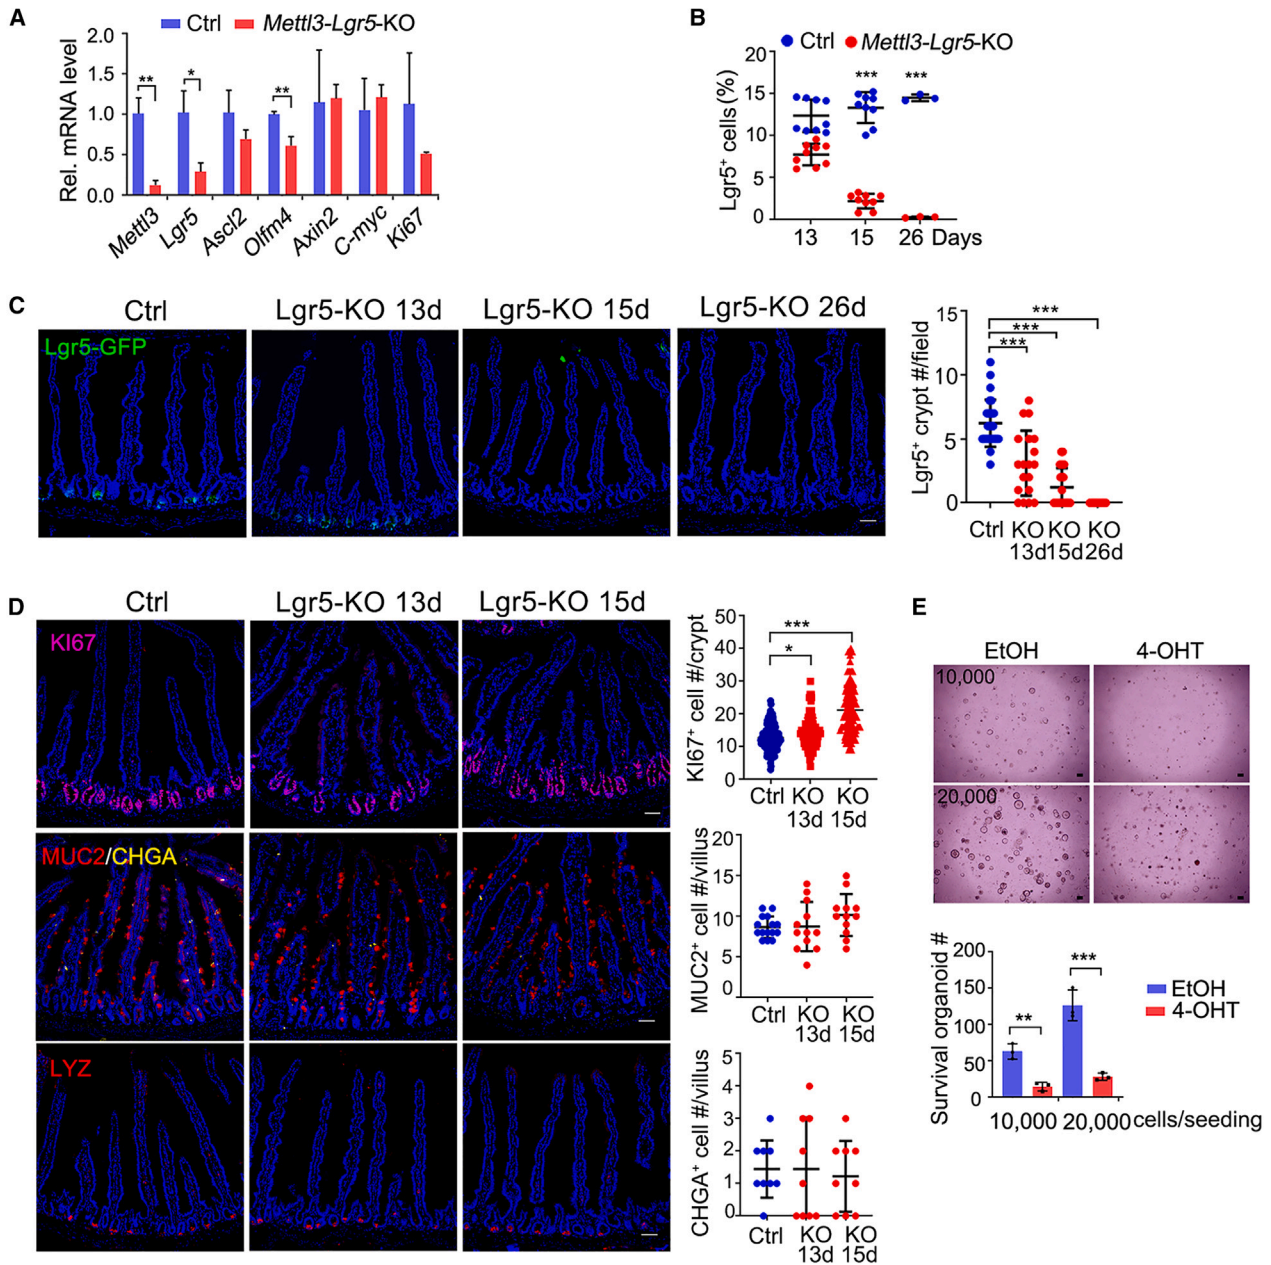 A
Ctrl Mettl3-Lgr5-KO
Rel. mRNA level
2.0
1.5
1.0
0.5
0.0
** * **
Mettl3 Lgr5 Ascl2 Olfm4 Axin2 C-myc Ki67
B
Ctrl Mettl3-Lgr5-KO
Lgr5+ cells (%)
20
15
10
5
0
*** ***
13 15 26 Days
C
Ctrl Lgr5-KO 13d Lgr5-KO 15d Lgr5-KO 26d
Lgr5-GFP
Lgr5+ crypt #/field
15
10
5
0
***
***
***
Ctrl KO KO KO
13d 15d 26d
D
Ctrl Lgr5-KO 13d Lgr5-KO 15d
KI67
MUC2/CHGA
LYZ
KI67+ cell #/crypt
50
40
30
20
10
0
***
*
Ctrl KO KO
13d 15d
MUC2+ cell #/villus
20
15
10
5
0
Ctrl KO KO
13d 15d
CHGA+ cell #/villus
5
4
3
2
1
0
Ctrl KO KO
13d 15d
E
EtOH 4-OHT
10,000
20,000
Survival organoid #
200
150
100
50
0
** ***
EtOH
4-OHT
10,000 20,000 cells/seeding